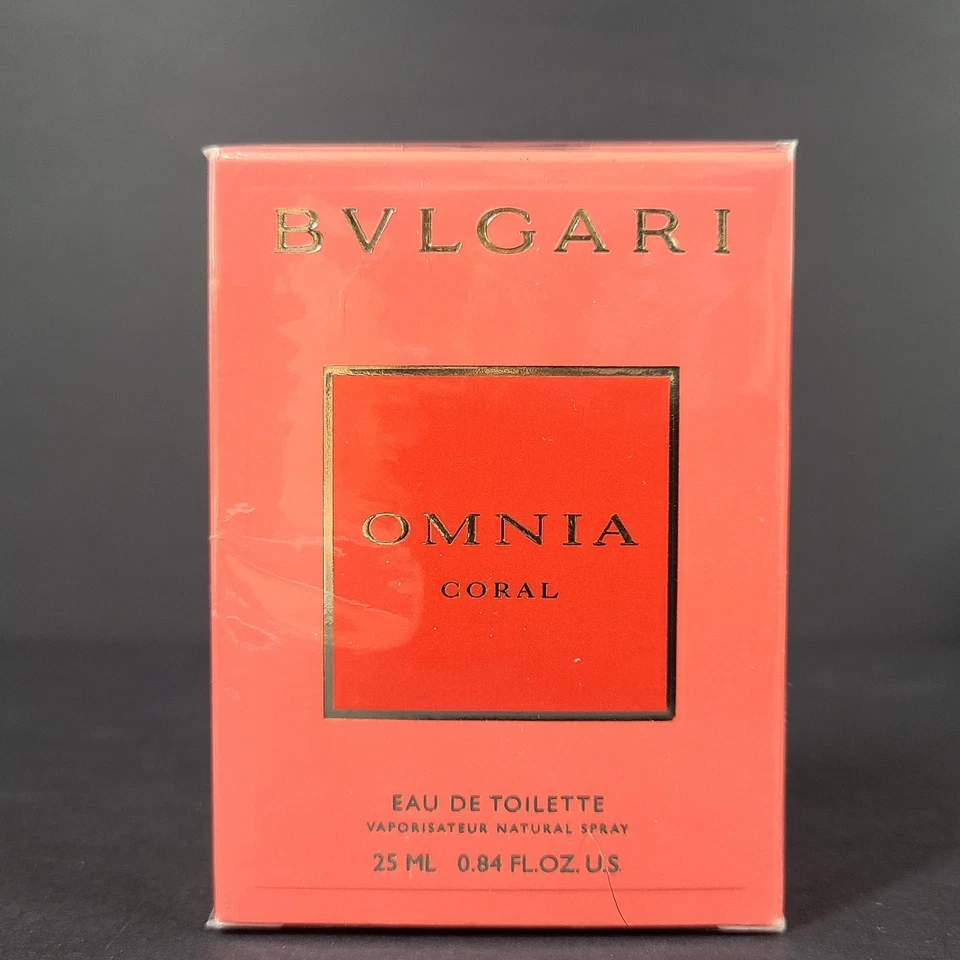 BVLGARI
OMNIA
CORAL
EAU DE TOILETTE
VAPORISATEUR NATURAL SPRAY
25 ML 0.84 FL.OZ. U.S.